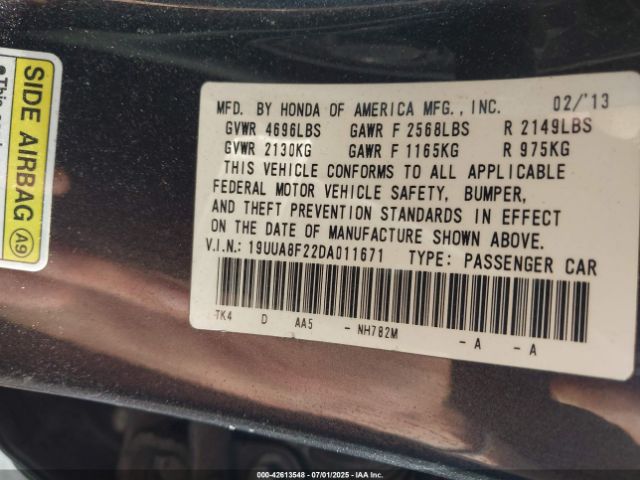 SIDE AIRBAG A9
MFD. BY HONDA OF AMERICA MFG., INC. 02/'13
GVWR 4696LBS GAWR F 2568LBS R 2149LBS
GVWR 2130KG GAWR F 1165KG R 975KG
THIS VEHICLE CONFORMS TO ALL APPLICABLE
FEDERAL MOTOR VEHICLE SAFETY, BUMPER,
AND THEFT PREVENTION STANDARDS IN EFFECT
ON THE DATE OF MANUFACTURE SHOWN ABOVE.
V.I.N.: 19UUA8F22DA011671 TYPE: PASSENGER CAR
TK4 D AA5 - NH782M - A - A
000-42613548 - 07/01/2025 - IAA Inc.